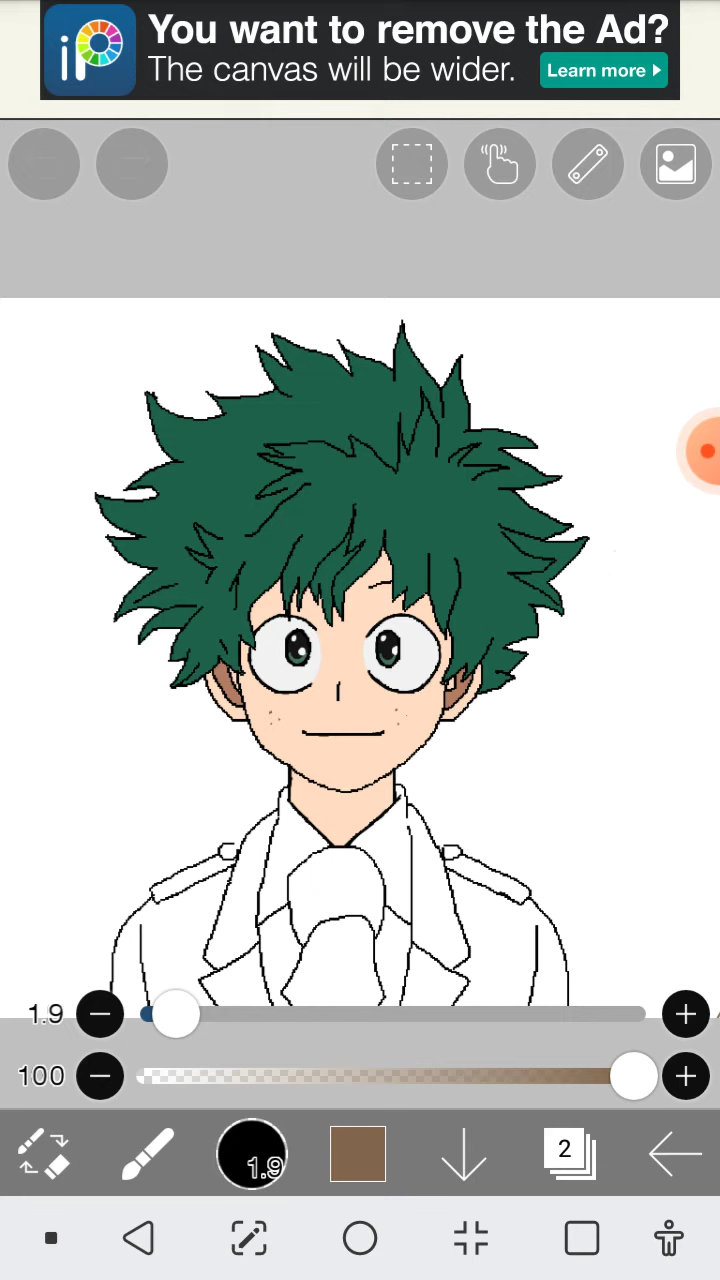 iP
You want to remove the Ad?
The canvas will be wider.
Learn more
1.9
100
1.9
2